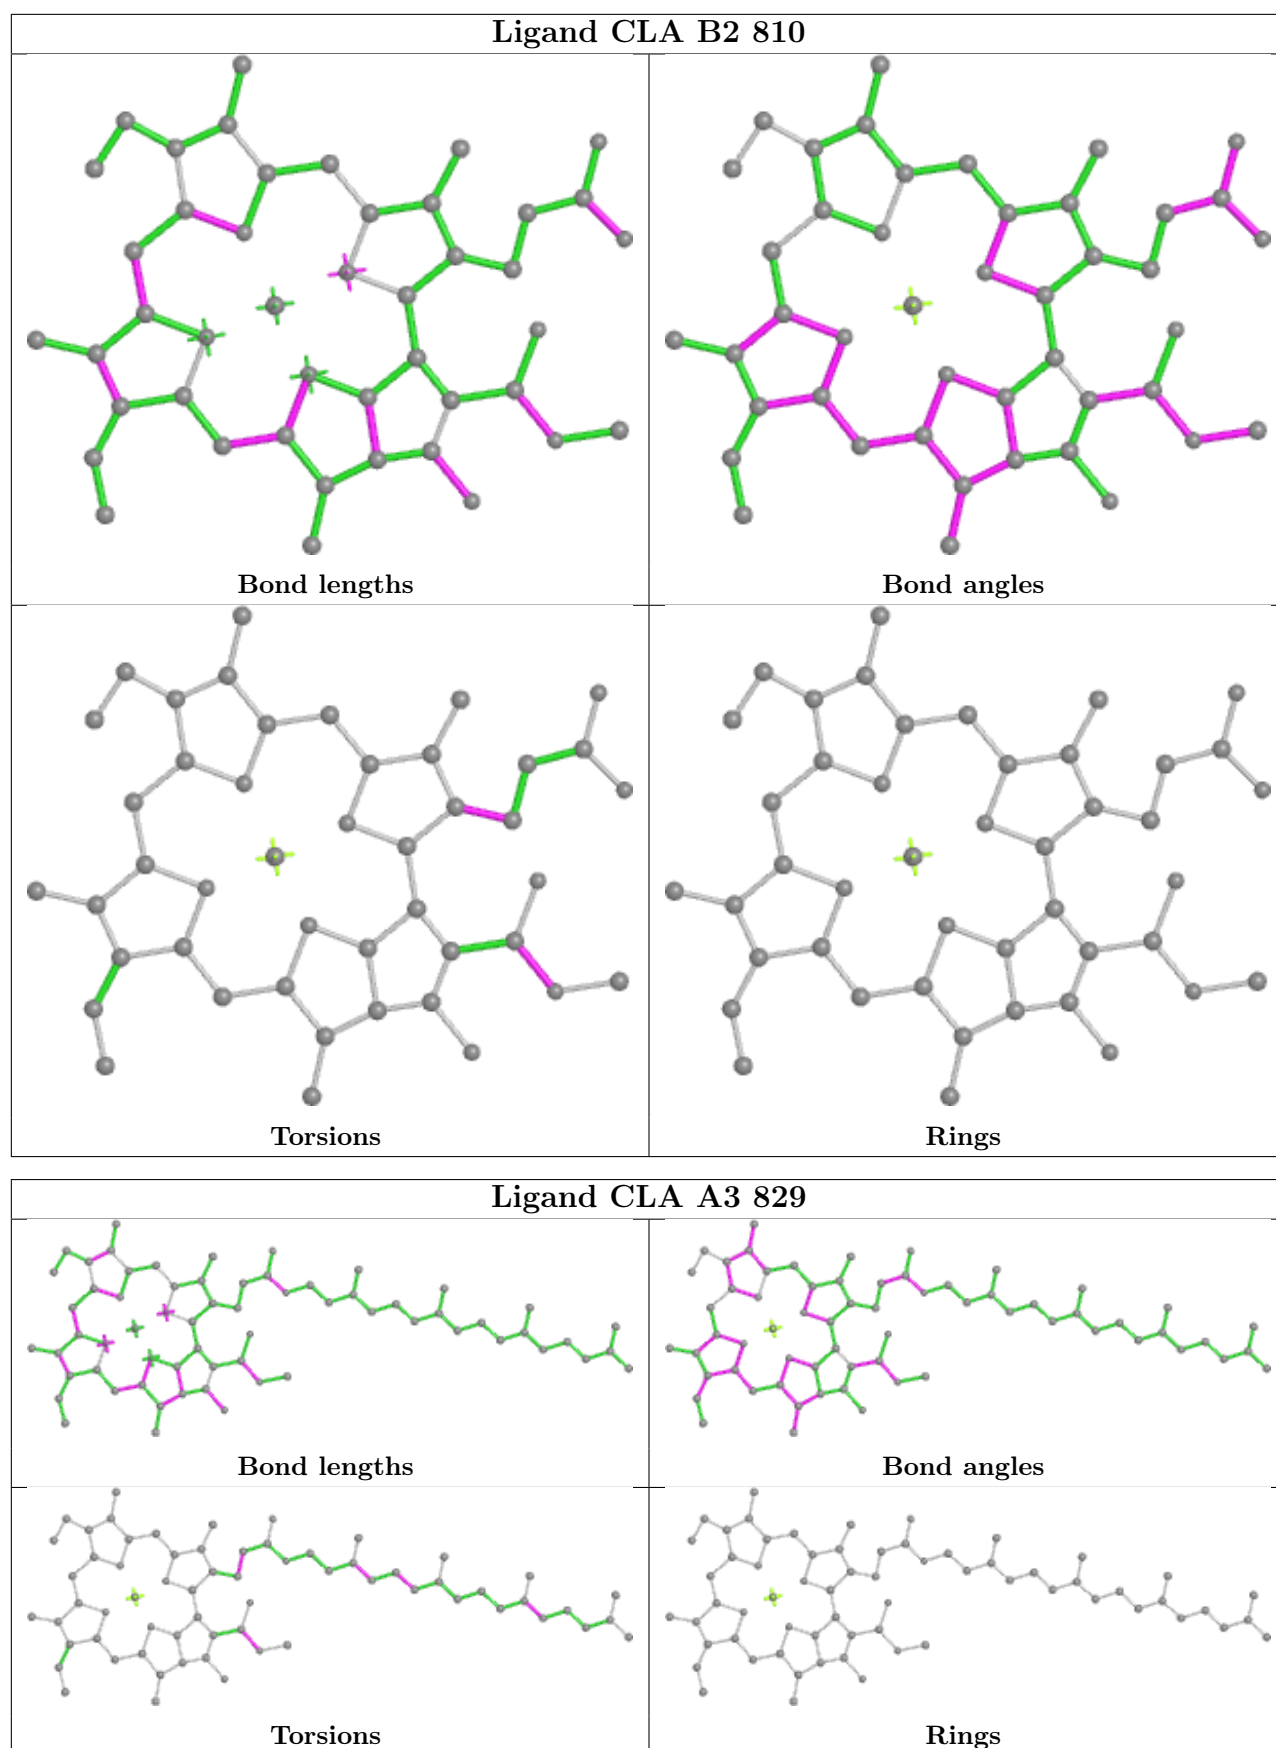 Ligand CLA B2 810
Bond lengths
Bond angles
Torsions
Rings
Ligand CLA A3 829
Bond lengths
Bond angles
Torsions
Rings